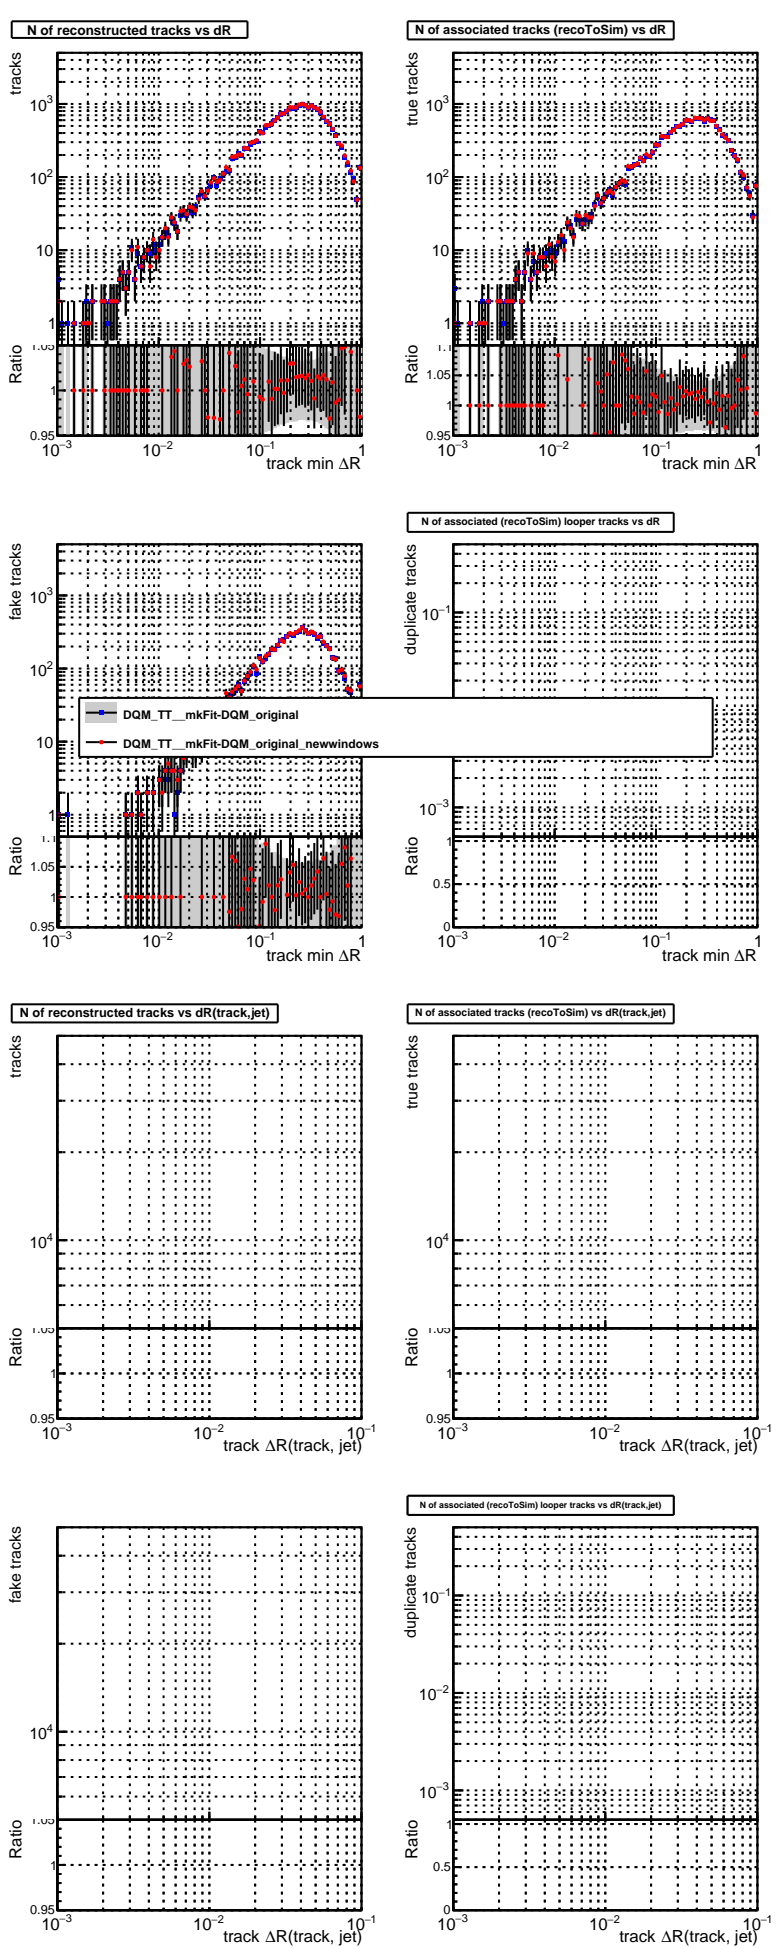 N of reconstructed tracks vs dR
N of associated tracks (recoToSim) vs dR
tracks
10³
10²
10
1
Ratio
1.05
1
0.95
10⁻³
10⁻²
10⁻¹
1
track min ΔR
true tracks
10³
10²
10
1
Ratio
1.1
1.05
1
0.95
10⁻³
10⁻²
10⁻¹
1
track min ΔR
N of associated (recoToSim) looper tracks vs dR
fake tracks
10³
10²
10
1
Ratio
1.1
1.05
1
0.95
10⁻³
10⁻²
10⁻¹
1
track min ΔR
duplicate tracks
10⁻¹
10⁻³
Ratio
1
0.5
0
10⁻³
10⁻²
10⁻¹
1
track min ΔR
DQM_TT__mkFit-DQM_original
DQM_TT__mkFit-DQM_original_newwindows
N of reconstructed tracks vs dR(track,jet)
N of associated tracks (recoToSim) vs dR(track,jet)
tracks
10⁴
Ratio
1.05
1
0.95
10⁻³
10⁻²
10⁻¹
track ΔR(track, jet)
true tracks
10⁴
Ratio
1.05
1
0.95
10⁻³
10⁻²
10⁻¹
track ΔR(track, jet)
N of associated (recoToSim) looper tracks vs dR(track,jet)
fake tracks
10⁴
Ratio
1.05
1
0.95
10⁻³
10⁻²
10⁻¹
track ΔR(track, jet)
duplicate tracks
10⁻¹
10⁻²
10⁻³
Ratio
1
0.5
0
10⁻³
10⁻²
10⁻¹
track ΔR(track, jet)